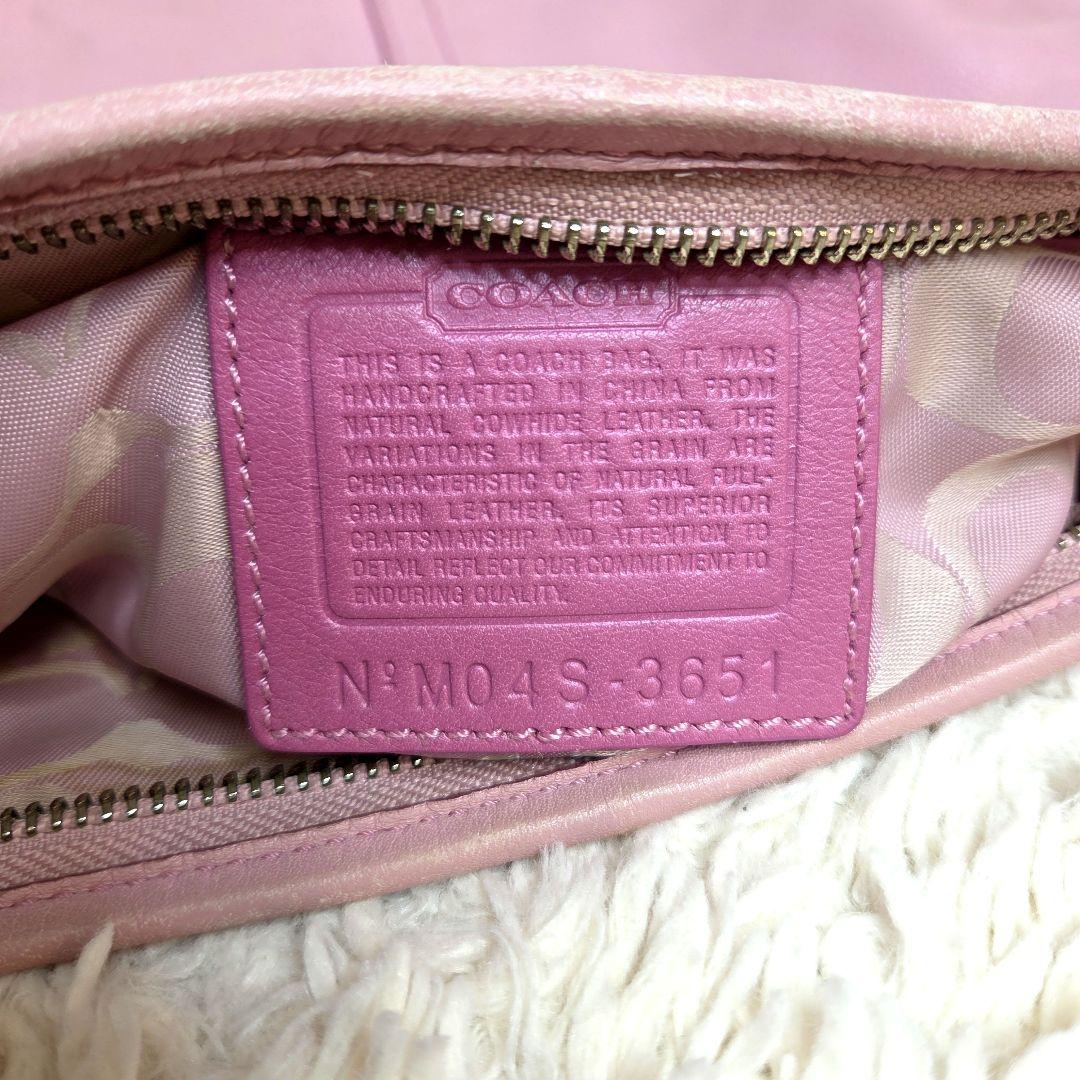 COACH
THIS IS A COACH BAG. IT WAS
HANDCRAFTED IN CHINA FROM
NATURAL COWHIDE LEATHER. THE
VARIATIONS IN THE GRAIN ARE
CHARACTERISTIC OF NATURAL FULL-
GRAIN LEATHER. ITS SUPERIOR
CRAFTSMANSHIP AND ATTENTION TO
DETAIL REFLECT OUR COMMITMENT TO
ENDURING QUALITY.
Nº M04S-3651